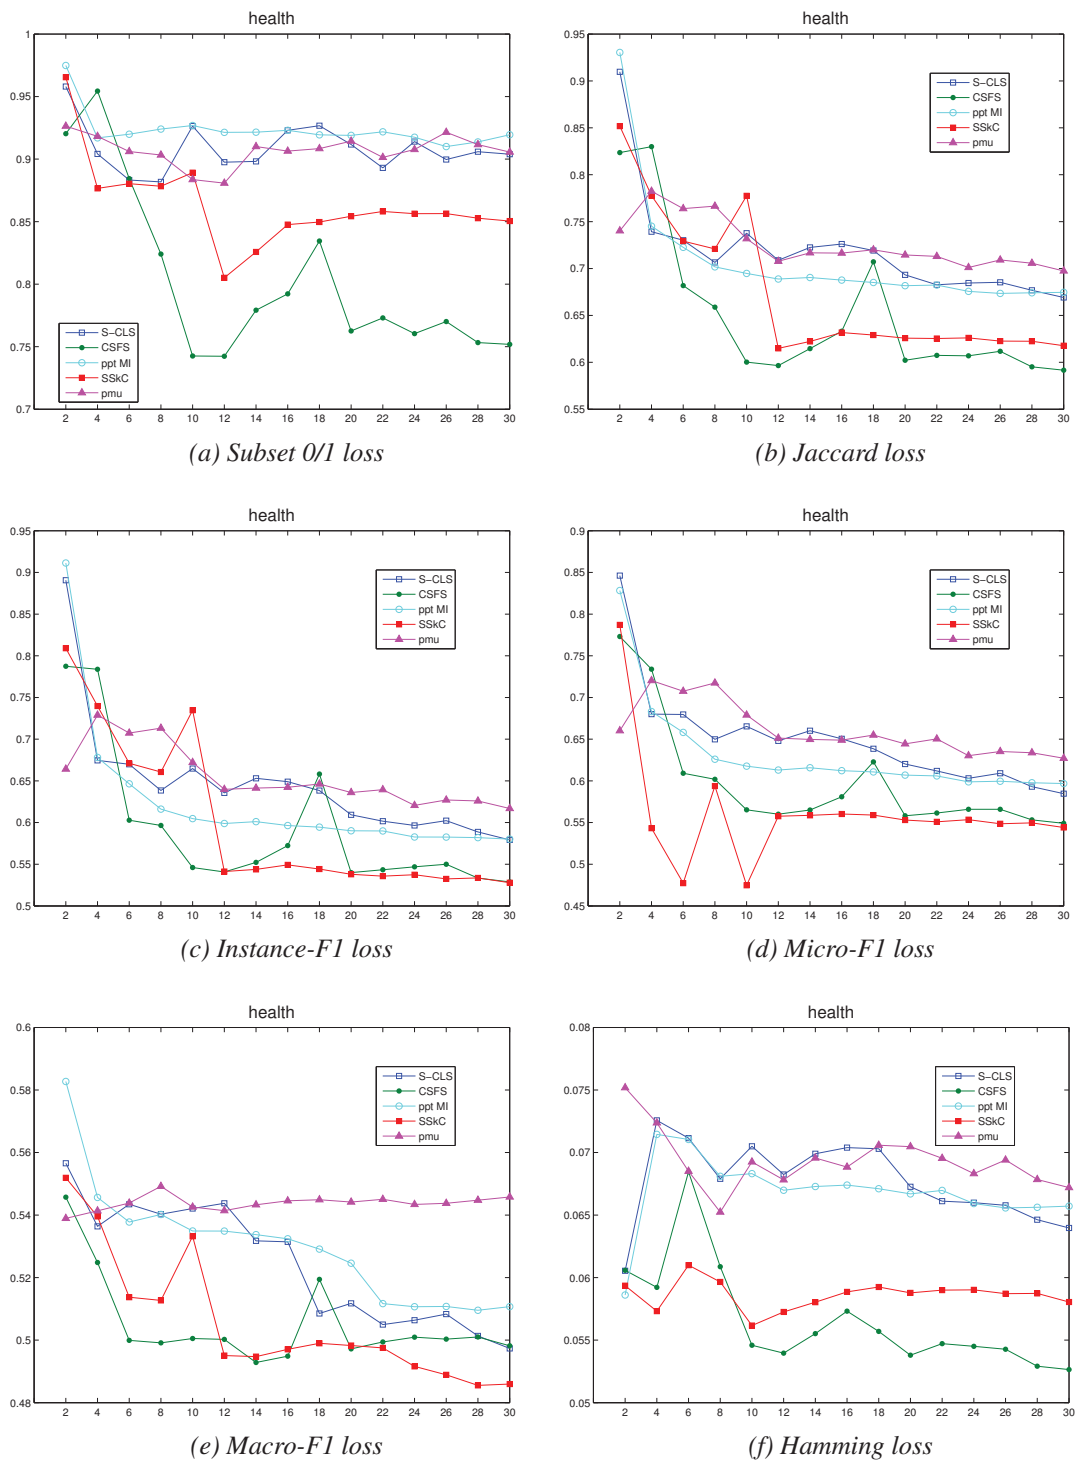 health
1
0.95
0.9
0.85
0.8
0.75
0.7
2 4 6 8 10 12 14 16 18 20 22 24 26 28 30
S-CLS
CSFS
ppt MI
SSkC
pmu
(a) Subset 0/1 loss
health
0.95
0.9
0.85
0.8
0.75
0.7
0.65
0.6
0.55
2 4 6 8 10 12 14 16 18 20 22 24 26 28 30
S-CLS
CSFS
ppt MI
SSkC
pmu
(b) Jaccard loss
health
0.95
0.9
0.85
0.8
0.75
0.7
0.65
0.6
0.55
0.5
2 4 6 8 10 12 14 16 18 20 22 24 26 28 30
S-CLS
CSFS
ppt MI
SSkC
pmu
(c) Instance-F1 loss
health
0.9
0.85
0.8
0.75
0.7
0.65
0.6
0.55
0.5
0.45
2 4 6 8 10 12 14 16 18 20 22 24 26 28 30
S-CLS
CSFS
ppt MI
SSkC
pmu
(d) Micro-F1 loss
health
0.6
0.58
0.56
0.54
0.52
0.5
0.48
2 4 6 8 10 12 14 16 18 20 22 24 26 28 30
S-CLS
CSFS
ppt MI
SSkC
pmu
(e) Macro-F1 loss
health
0.08
0.075
0.07
0.065
0.06
0.055
0.05
2 4 6 8 10 12 14 16 18 20 22 24 26 28 30
S-CLS
CSFS
ppt MI
SSkC
pmu
(f) Hamming loss